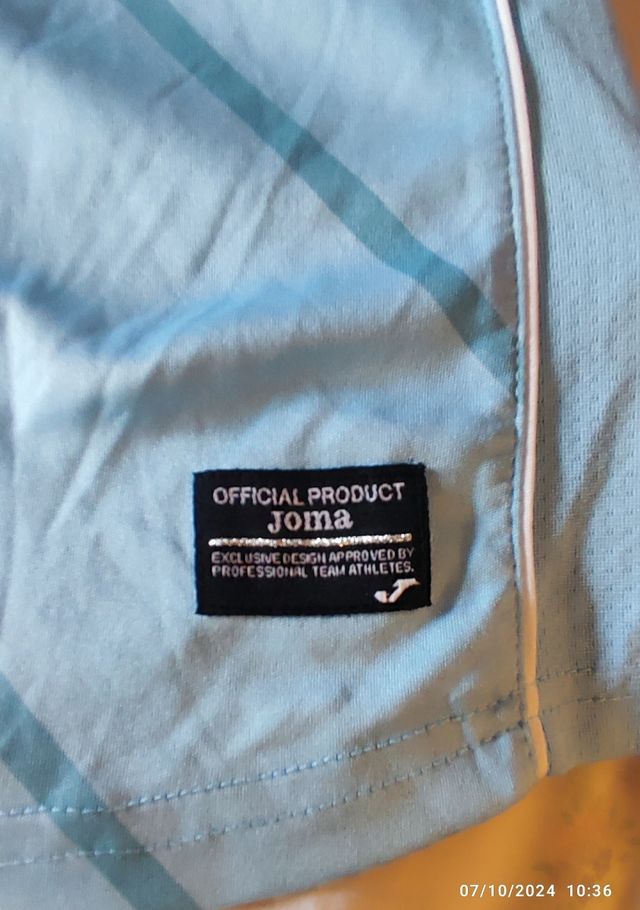 OFFICIAL PRODUCT
Joma
EXCLUSIVE DESIGN APPROVED BY
PROFESSIONAL TEAM ATHLETES.
07/10/2024 10:36